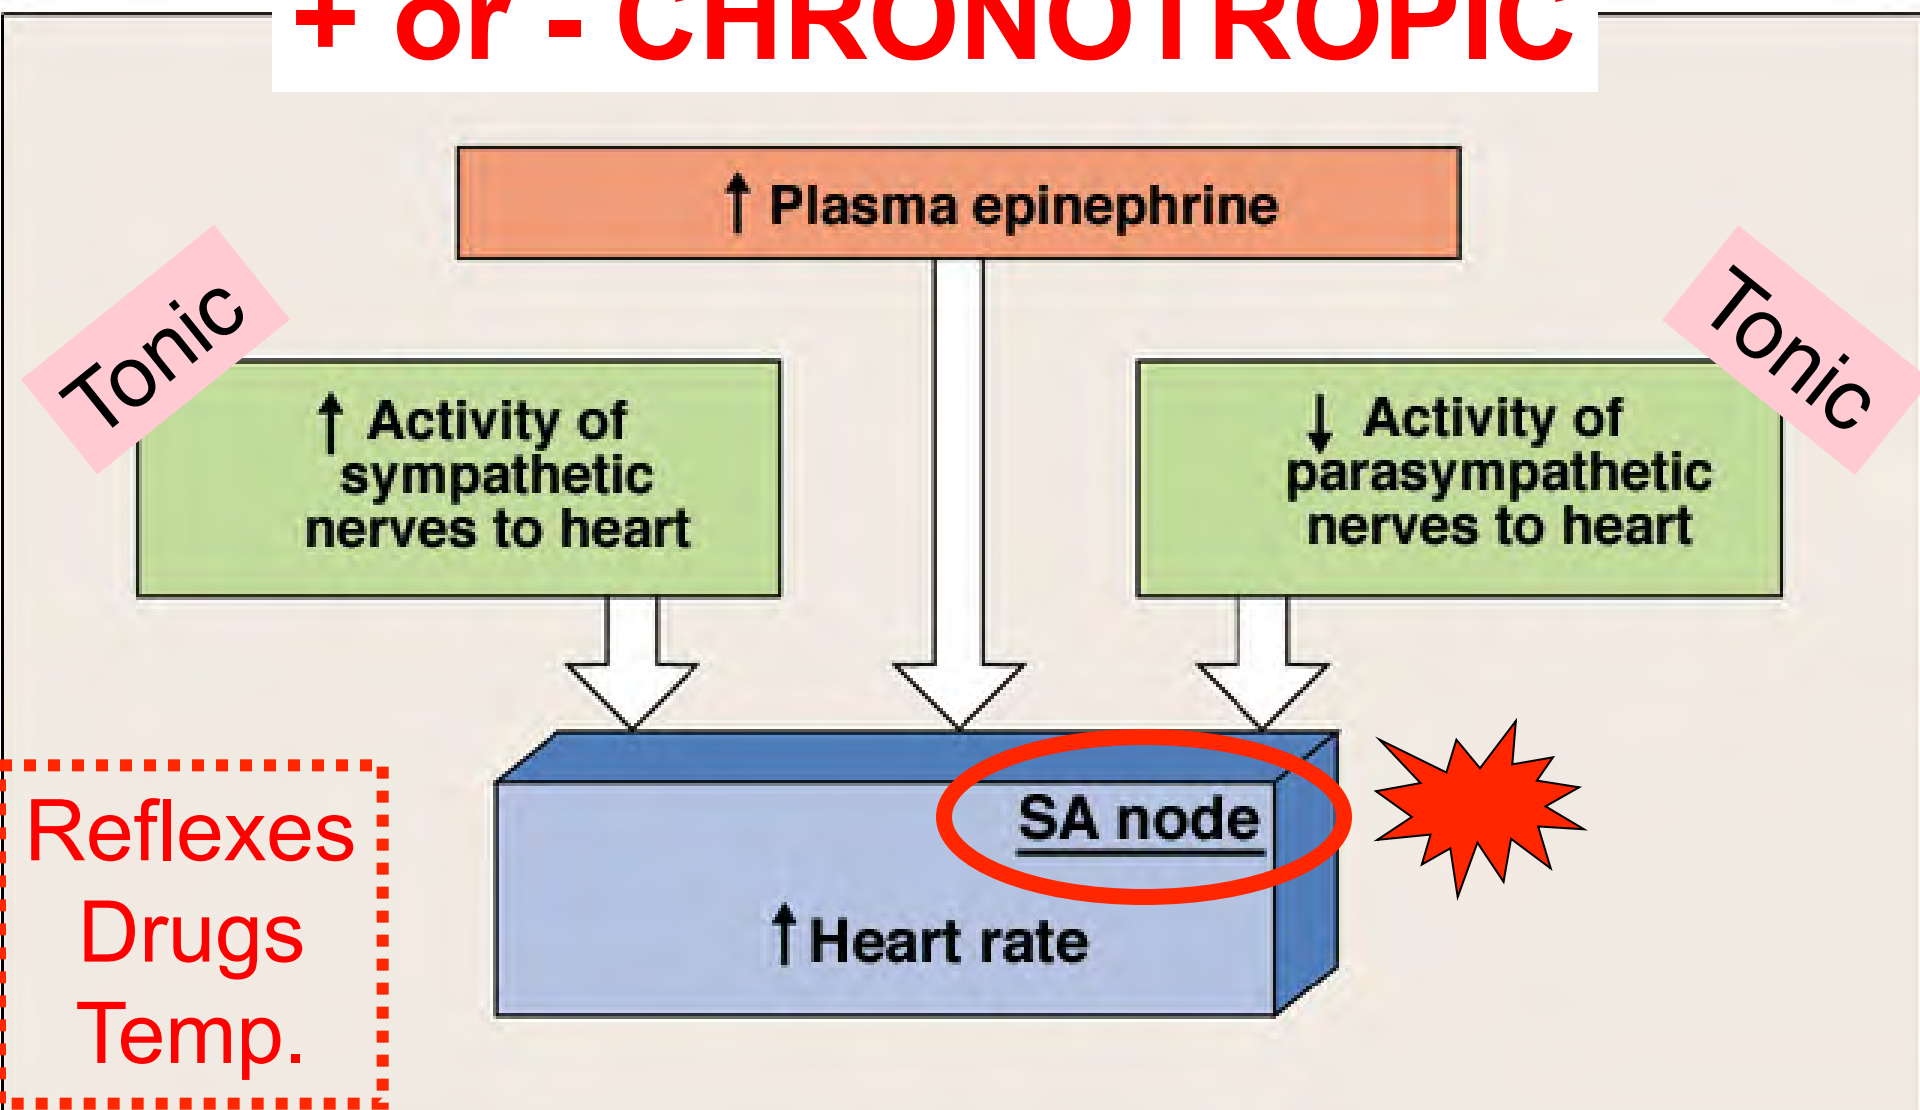 + or - CHRONOTROPIC
↑ Plasma epinephrine
Tonic
Tonic
↑ Activity of
sympathetic
nerves to heart
↓ Activity of
parasympathetic
nerves to heart
SA node
↑ Heart rate
Reflexes
Drugs
Temp.